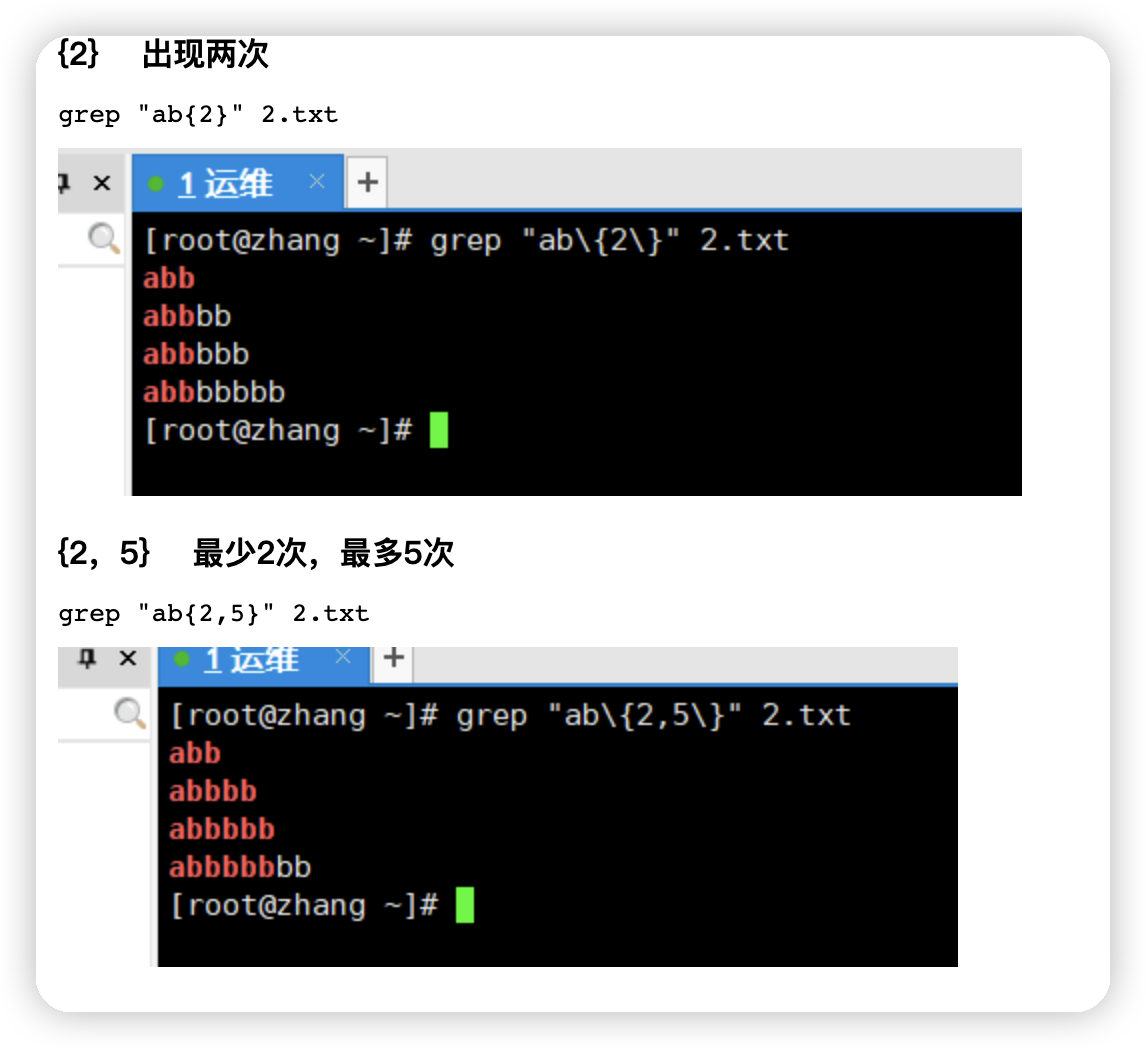 {2} 出现两次
grep "ab{2}" 2.txt
1 运维
[root@zhang ~]# grep "ab\{2\}" 2.txt
abb
abbbb
abbbbb
abbbbbbb
[root@zhang ~]#
{2，5} 最少2次，最多5次
grep "ab{2,5}" 2.txt
1 运维
[root@zhang ~]# grep "ab\{2,5\}" 2.txt
abb
abbbb
abbbbb
abbbbbbb
[root@zhang ~]#